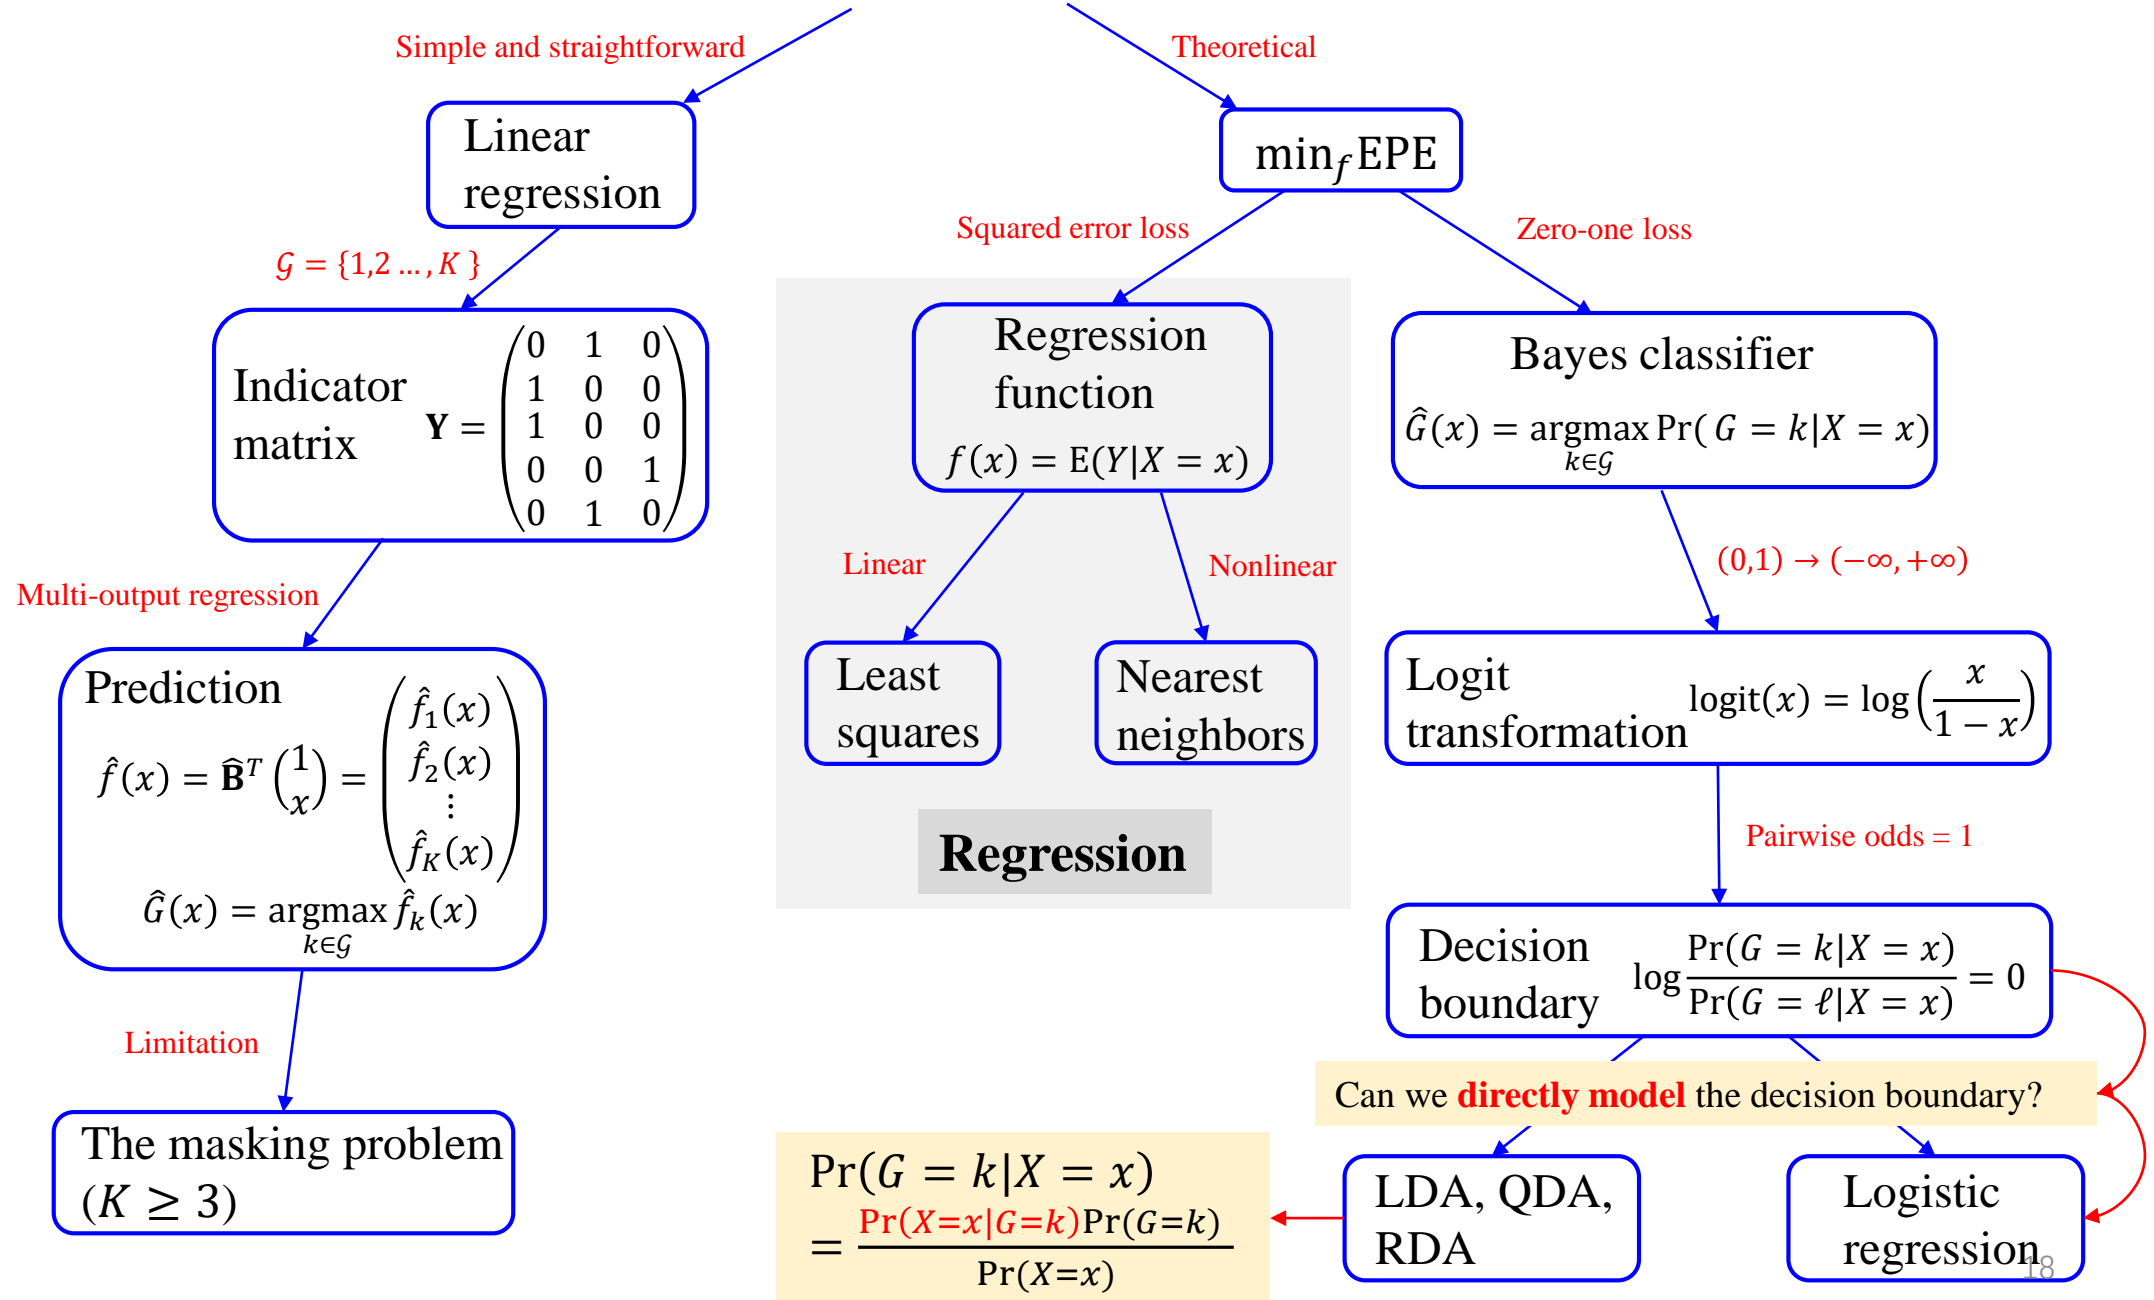 Simple and straightforward
Theoretical
Linear
regression
min_f EPE
Squared error loss
Zero-one loss
𝒢 = {1,2 …, K }
Indicator
matrix
Y =
0 1 0
1 0 0
1 0 0
0 0 1
0 1 0
Regression
function
f(x) = E(Y|X = x)
Bayes classifier
Ĝ(x) = argmax Pr( G = k|X = x)
k∈𝒢
Linear
Nonlinear
(0,1) → (−∞, +∞)
Multi-output regression
Prediction
f̂(x) = B̂ᵀ (1 x) = (f̂₁(x) f̂₂(x) ⋮ f̂_K(x))
Ĝ(x) = argmax f̂_k(x)
k∈𝒢
Least
squares
Nearest
neighbors
Regression
Logit
transformation
logit(x) = log(x / 1 − x)
Pairwise odds = 1
Decision
boundary
log Pr(G = k|X = x) / Pr(G = ℓ|X = x) = 0
Limitation
The masking problem
(K ≥ 3)
Can we directly model the decision boundary?
Pr(G = k|X = x)
= Pr(X=x|G=k)Pr(G=k) / Pr(X=x)
LDA, QDA,
RDA
Logistic
regression
18